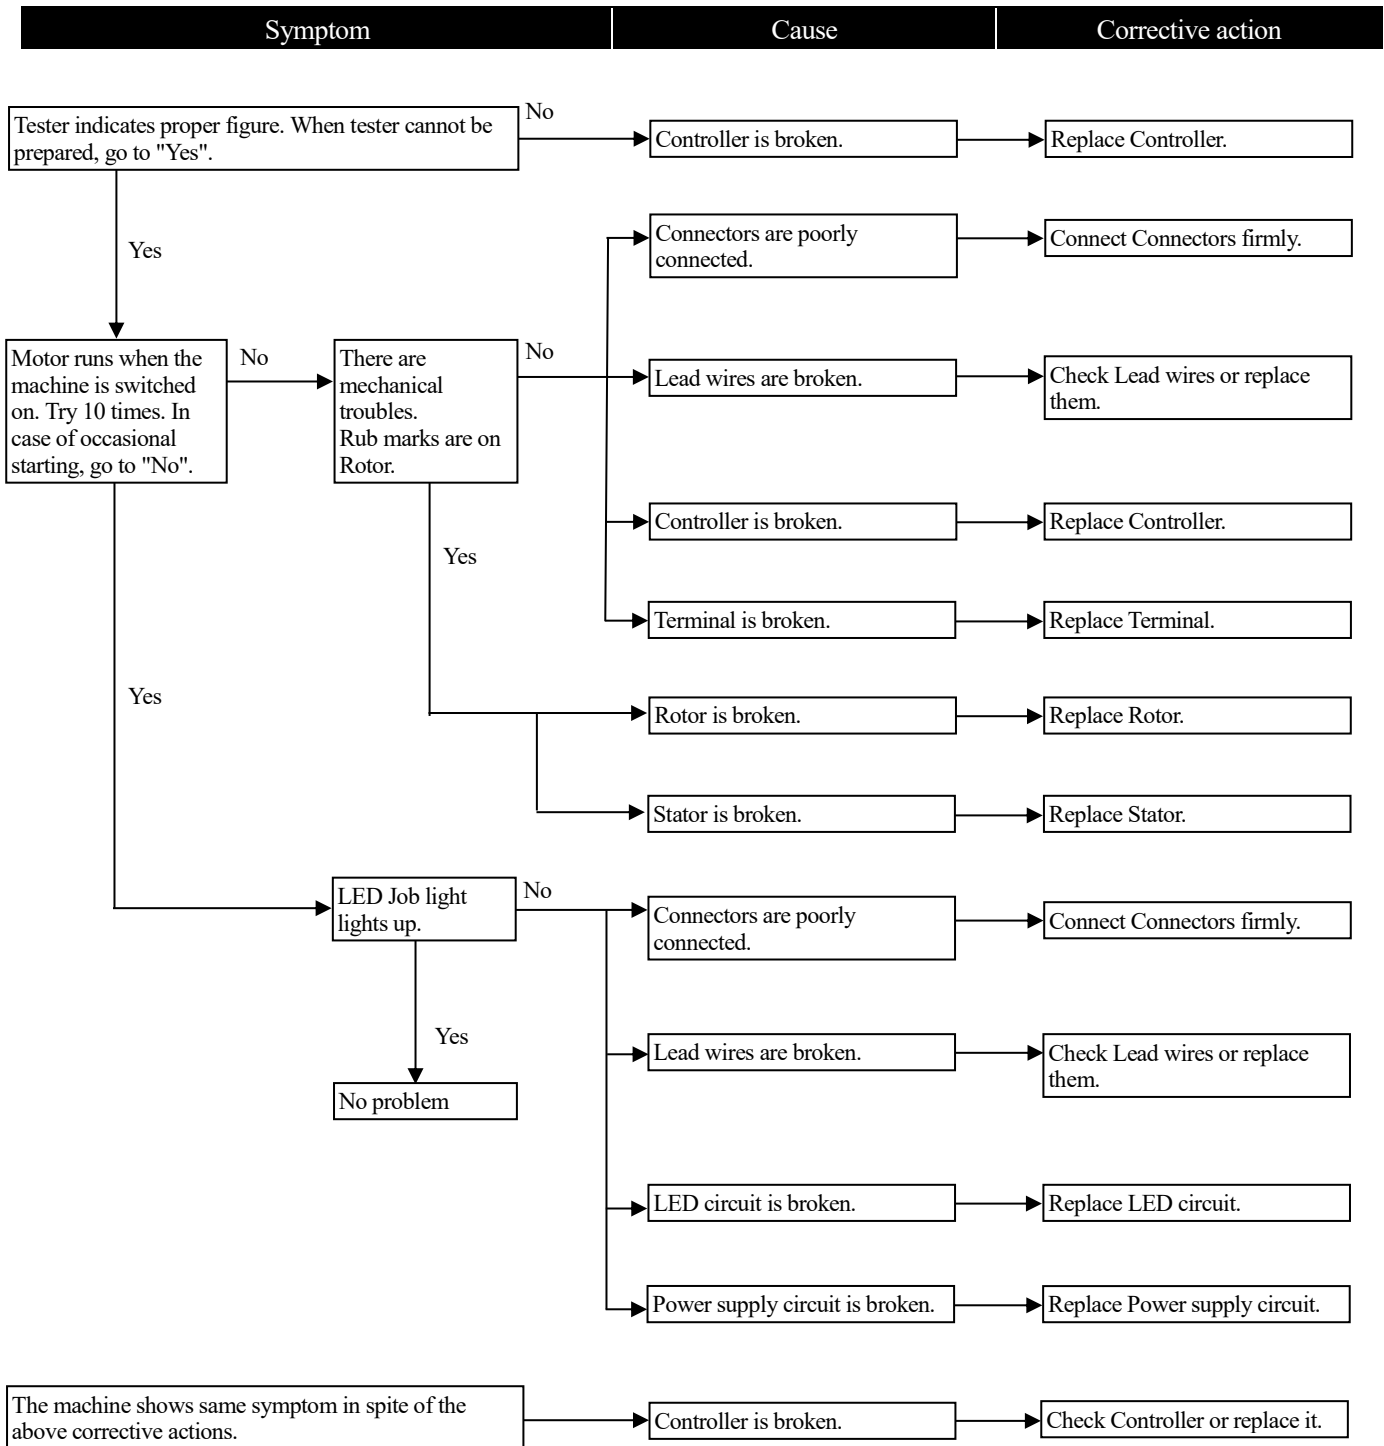 Symptom
Cause
Corrective action
No
Tester indicates proper figure. When tester cannot be
prepared, go to "Yes".
Controller is broken.
Replace Controller.
Yes
Connectors are poorly
connected.
Connect Connectors firmly.
Motor runs when the
machine is switched
on. Try 10 times. In
case of occasional
starting, go to "No".
No
There are
mechanical
troubles.
Rub marks are on
Rotor.
No
Lead wires are broken.
Check Lead wires or replace
them.
Controller is broken.
Replace Controller.
Yes
Terminal is broken.
Replace Terminal.
Yes
Rotor is broken.
Replace Rotor.
Stator is broken.
Replace Stator.
LED Job light
lights up.
No
Connectors are poorly
connected.
Connect Connectors firmly.
Yes
Lead wires are broken.
Check Lead wires or replace
them.
No problem
LED circuit is broken.
Replace LED circuit.
Power supply circuit is broken.
Replace Power supply circuit.
The machine shows same symptom in spite of the
above corrective actions.
Controller is broken.
Check Controller or replace it.